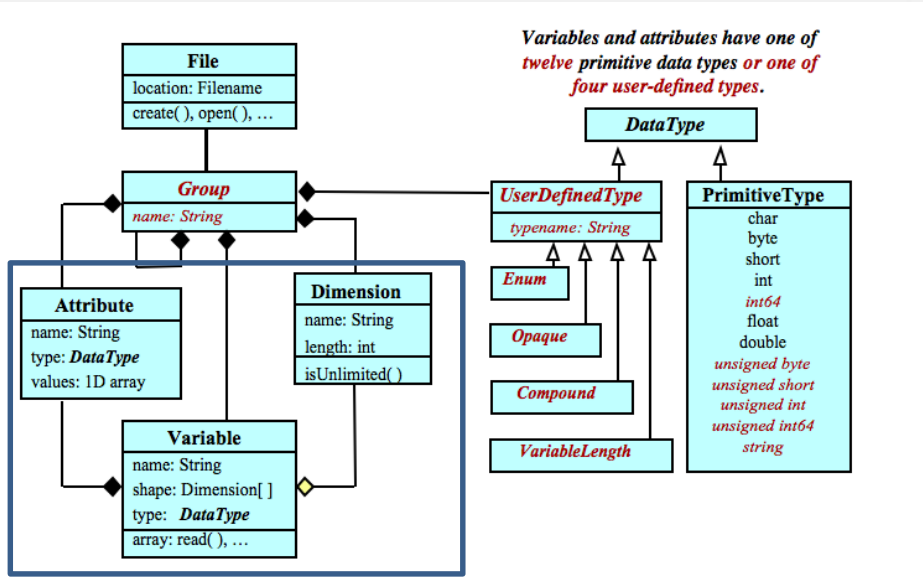 Variables and attributes have one of
twelve primitive data types or one of
four user-defined types.
File
location: Filename
create( ), open( ), …
DataType
Group
name: String
UserDefinedType
typename: String
PrimitiveType
char
byte
short
int
int64
float
double
unsigned byte
unsigned short
unsigned int
unsigned int64
string
Enum
Opaque
Compound
VariableLength
Attribute
name: String
type: DataType
values: 1D array
Dimension
name: String
length: int
isUnlimited( )
Variable
name: String
shape: Dimension[ ]
type: DataType
array: read( ), …